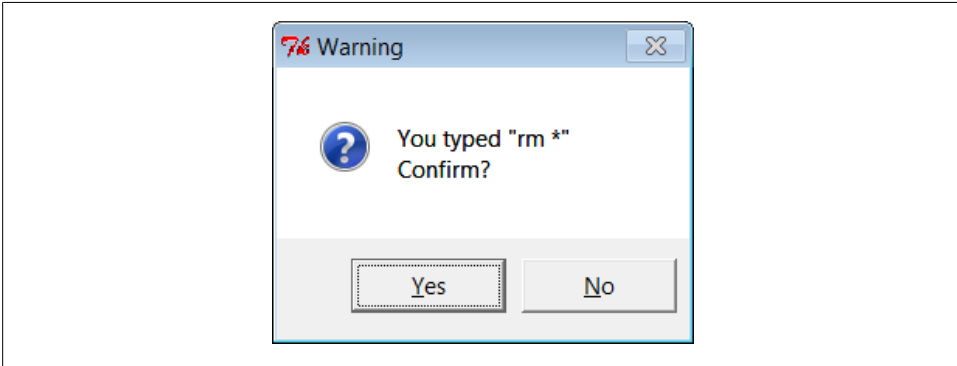 Warning
You typed "rm *"
Confirm?
Yes
No